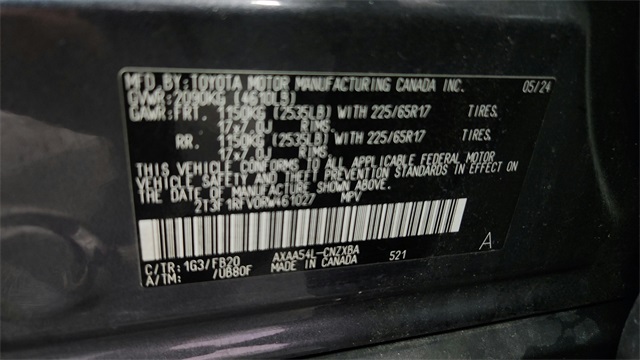 MFD.BY:TOYOTA MOTOR MANUFACTURING CANADA INC. 05/24
GVWR: 2090KG (4610LB)
GAWR:FRT. 1150KG (2535LB) WITH 225/65R17 TIRES,
17x7.0J RIMS,
RR. 1150KG (2535LB) WITH 225/65R17 TIRES,
17x7.0J RIMS,
THIS VEHICLE CONFORMS TO ALL APPLICABLE FEDERAL MOTOR
VEHICLE SAFETY AND THEFT PREVENTION STANDARDS IN EFFECT ON
THE DATE OF MANUFACTURE SHOWN ABOVE.
2T3F1RFV0RW461027 MPV
C/TR: 1G3/FB20 AXAA54L-CNZXBA 521 A
A/TM: /U880F MADE IN CANADA